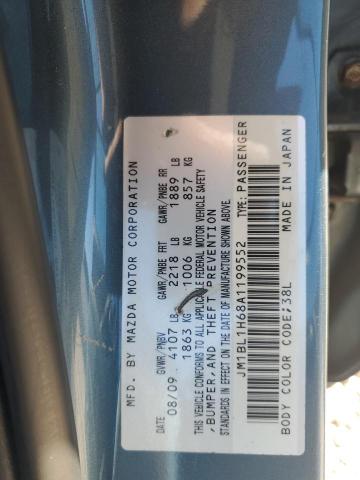 MFD. BY MAZDA MOTOR CORPORATION
DATE GVWR/PNBV GAWR/PNBE FRT GAWR/PNBE RR
08/09 4107 LB 2218 LB 1889 LB
1863 KG 1006 KG 857 KG
THIS VEHICLE CONFORMS TO ALL APPLICABLE FEDERAL MOTOR VEHICLE SAFETY
,BUMPER,AND THEFT PREVENTION
STANDARDS IN EFFECT ON THE DATE OF MANUFACTURE SHOWN ABOVE.
JM1BL1H68A1199552 TYPE: PASSENGER
BODY COLOR CODE;38L MADE IN JAPAN